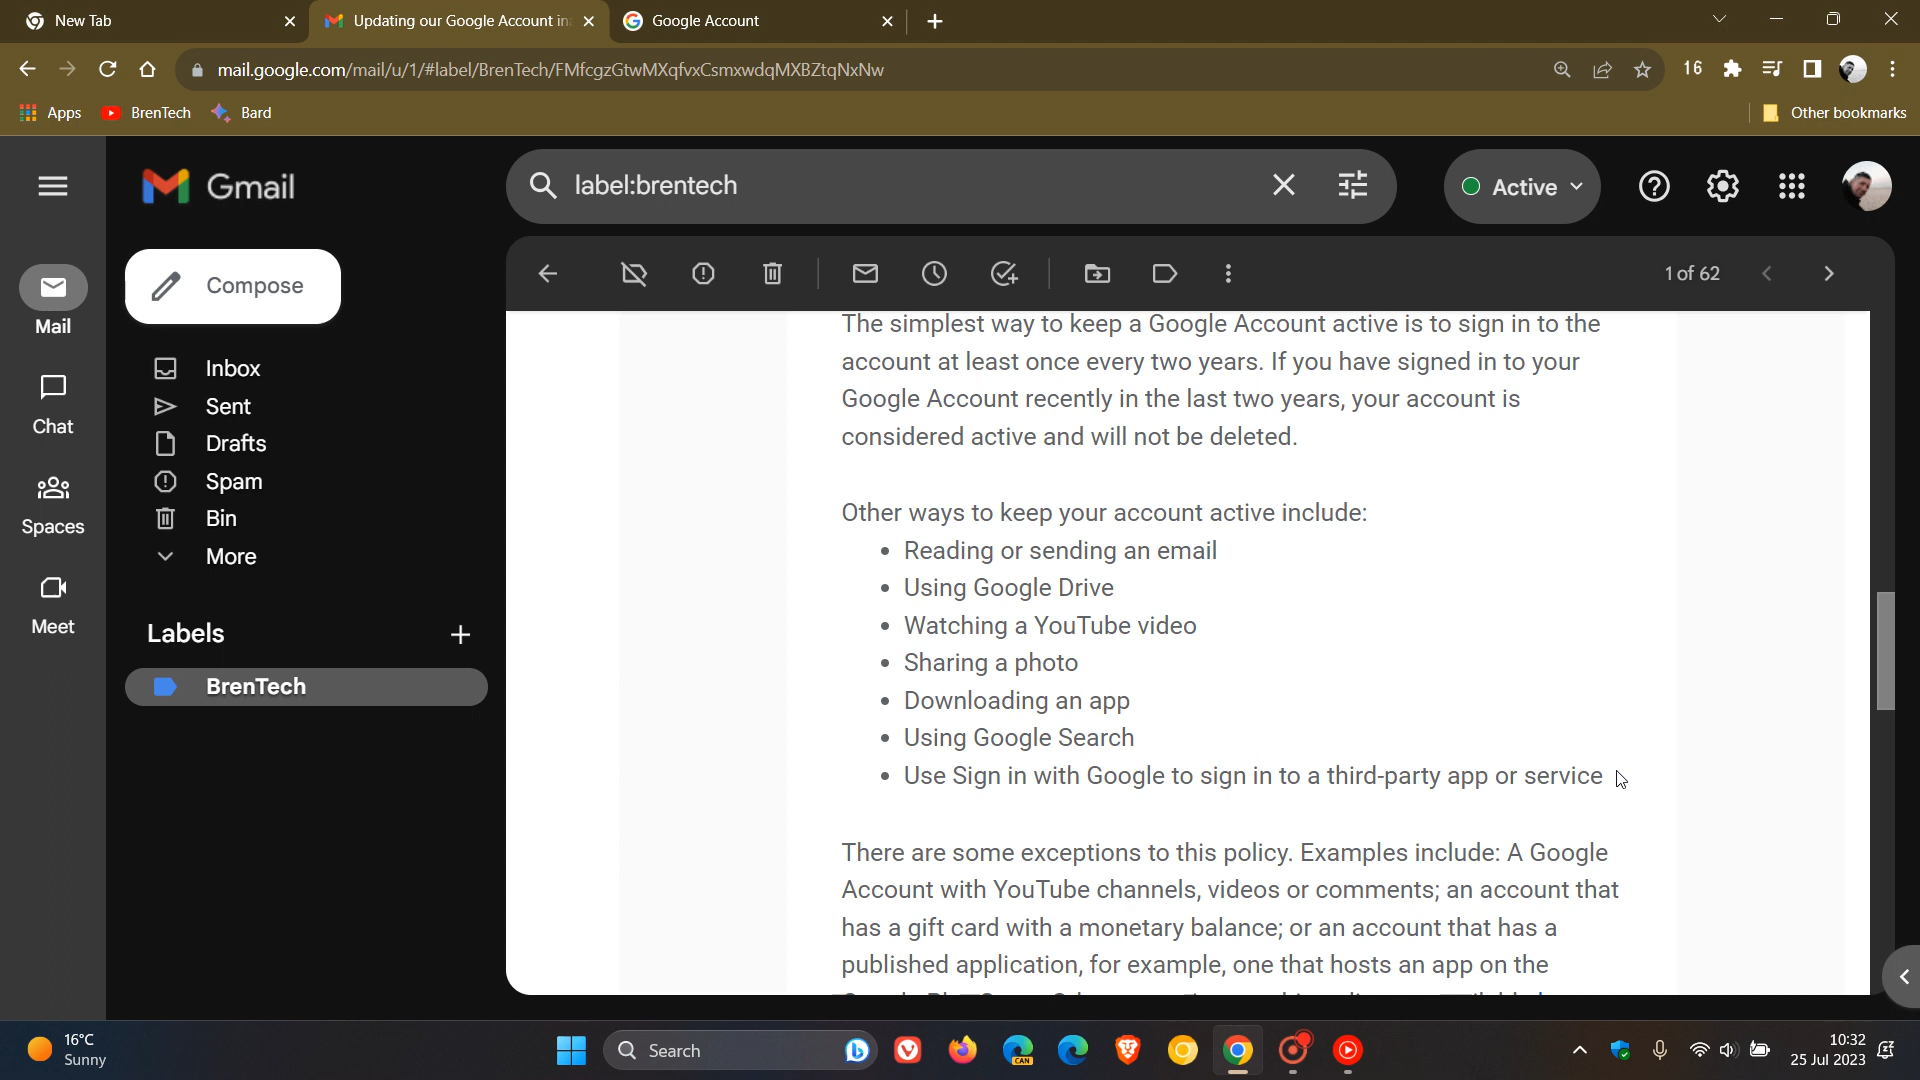 New Tab
Updating our Google Account in
Google Account
mail.google.com/mail/u/1/#label/BrenTech/FMfcgzGtwMXqfvxCsmxwdqMXBZtqNxNw
16
Apps
BrenTech
Bard
Other bookmarks
Gmail
label:brentech
Active
Compose
1 of 62
Mail
Chat
Spaces
Meet
Inbox
Sent
Drafts
Spam
Bin
More
Labels
BrenTech
The simplest way to keep a Google Account active is to sign in to the
account at least once every two years. If you have signed in to your
Google Account recently in the last two years, your account is
considered active and will not be deleted.
Other ways to keep your account active include:
• Reading or sending an email
• Using Google Drive
• Watching a YouTube video
• Sharing a photo
• Downloading an app
• Using Google Search
• Use Sign in with Google to sign in to a third-party app or service
There are some exceptions to this policy. Examples include: A Google
Account with YouTube channels, videos or comments; an account that
has a gift card with a monetary balance; or an account that has a
published application, for example, one that hosts an app on the
16°C
Sunny
Search
CAN
10:32
25 Jul 2023